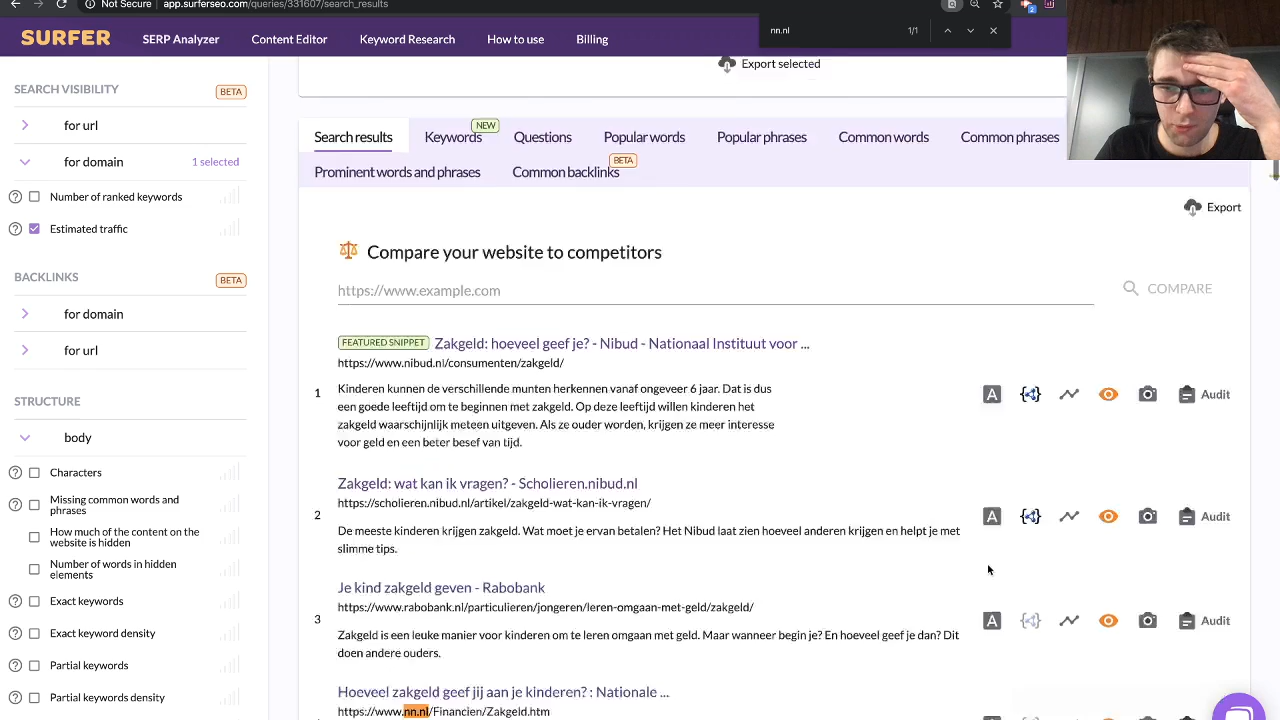 Not Secure app.surferseo.com/queries/331607/search_results
2
nn.nl 1/1
SURFER SERP Analyzer Content Editor Keyword Research How to use Billing
SEARCH VISIBILITY BETA
for url
for domain 1 selected
Number of ranked keywords
Estimated traffic
BACKLINKS BETA
for domain
for url
STRUCTURE
body
Characters
Missing common words and
phrases
How much of the content on the
website is hidden
Number of words in hidden
elements
Exact keywords
Exact keyword density
Partial keywords
Partial keywords density
Export selected
Search results Keywords NEW Questions Popular words Popular phrases Common words Common phrases
Prominent words and phrases Common backlinks BETA
Export
Compare your website to competitors
https://www.example.com COMPARE
FEATURED SNIPPET Zakgeld: hoeveel geef je? - Nibud - Nationaal Instituut voor ...
https://www.nibud.nl/consumenten/zakgeld/
1 Kinderen kunnen de verschillende munten herkennen vanaf ongeveer 6 jaar. Dat is dus A Audit
een goede leeftijd om te beginnen met zakgeld. Op deze leeftijd willen kinderen het
zakgeld waarschijnlijk meteen uitgeven. Als ze ouder worden, krijgen ze meer interesse
voor geld en een beter besef van tijd.
Zakgeld: wat kan ik vragen? - Scholieren.nibud.nl
https://scholieren.nibud.nl/artikel/zakgeld-wat-kan-ik-vragen/
2 A Audit
De meeste kinderen krijgen zakgeld. Wat moet je ervan betalen? Het Nibud laat zien hoeveel anderen krijgen en helpt je met
slimme tips.
Je kind zakgeld geven - Rabobank
https://www.rabobank.nl/particulieren/jongeren/leren-omgaan-met-geld/zakgeld/
3 A Audit
Zakgeld is een leuke manier voor kinderen om te leren omgaan met geld. Maar wanneer begin je? En hoeveel geef je dan? Dit
doen andere ouders.
Hoeveel zakgeld geef jij aan je kinderen? : Nationale ...
https://www.nn.nl/Financien/Zakgeld.htm